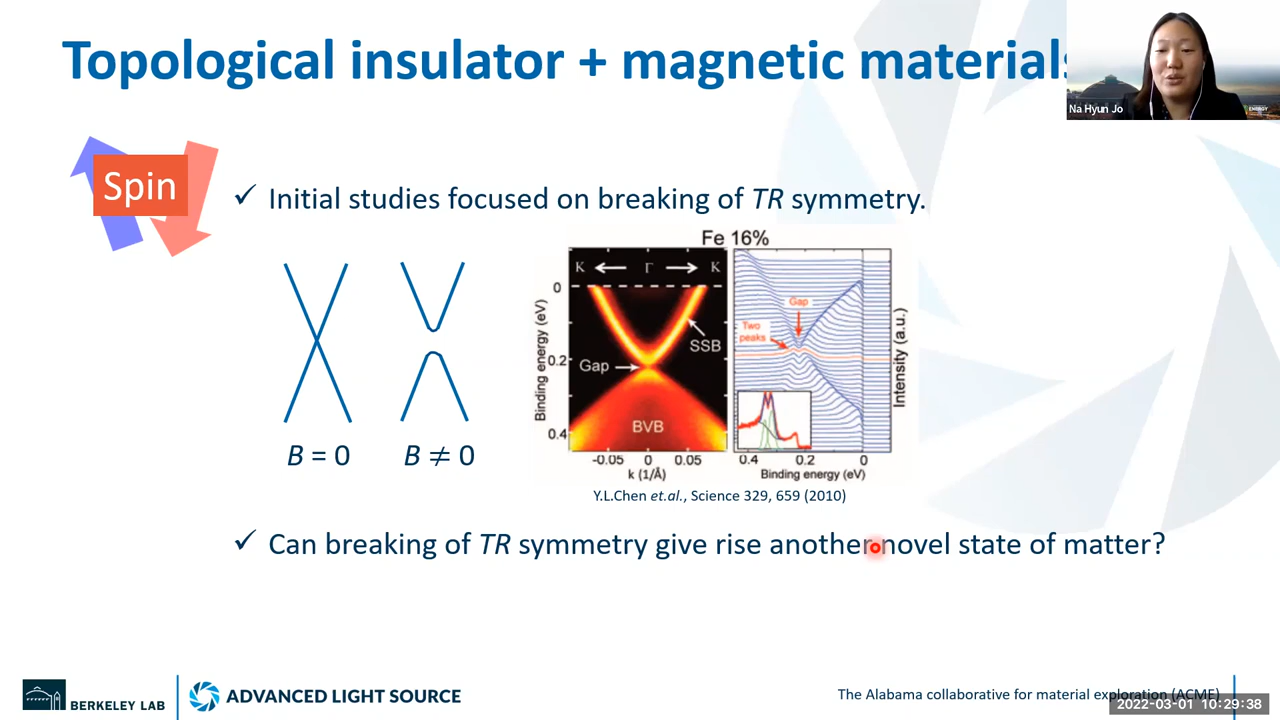 Topological insulator + magnetic materials
Na Hyun Jo
ENERGY
Spin
✓ Initial studies focused on breaking of TR symmetry.
Fe 16%
K Γ K
0
0.2
0.4
Binding energy (eV)
SSB
Gap
BVB
-0.05 0 0.05
k (1/Å)
Gap
Two
peaks
0.4 0.2 0
Binding energy (eV)
Intensity (a.u.)
B = 0
B ≠ 0
Y.L.Chen et.al., Science 329, 659 (2010)
✓ Can breaking of TR symmetry give rise another novel state of matter?
BERKELEY LAB
ADVANCED LIGHT SOURCE
The Alabama collaborative for material exploration (ACME)
2022-03-01 10:29:38